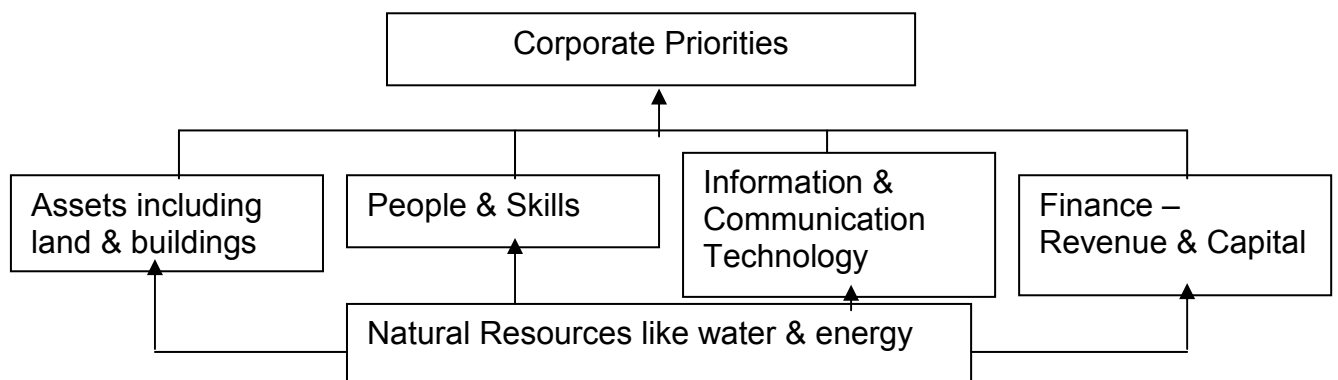 Corporate Priorities
Assets including
land & buildings
People & Skills
Information &
Communication
Technology
Finance –
Revenue & Capital
Natural Resources like water & energy